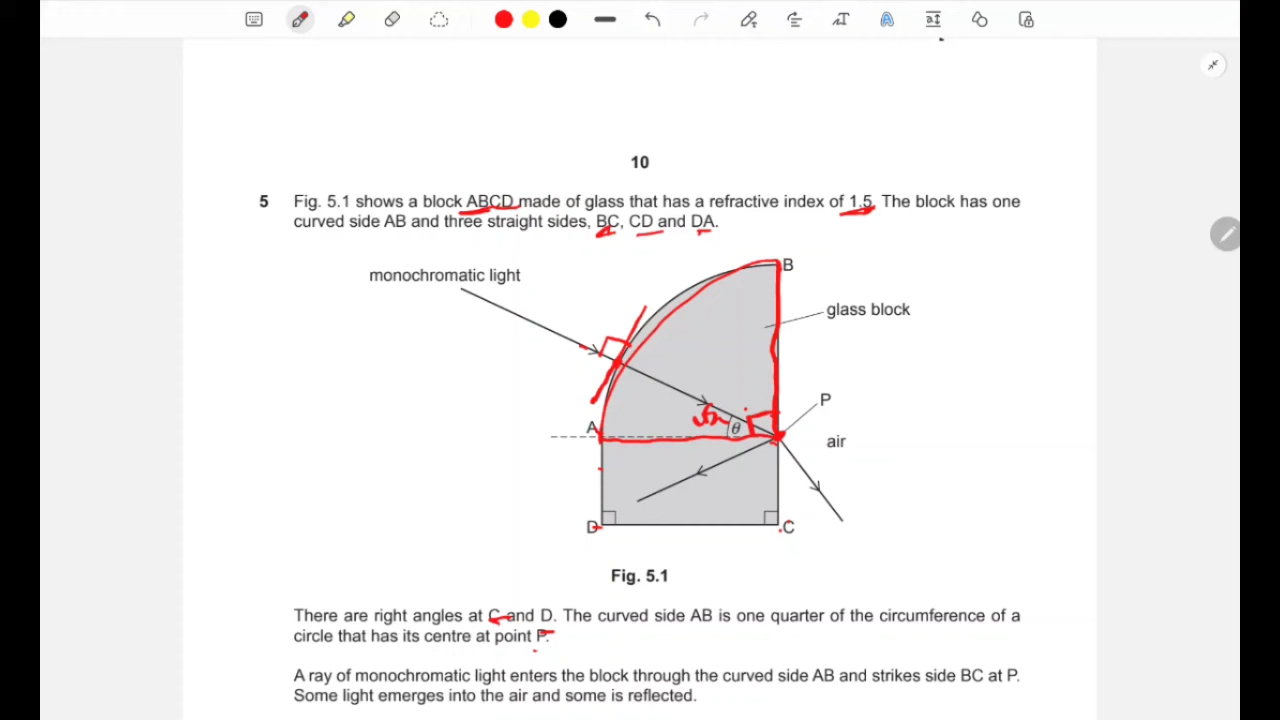 10
5 Fig. 5.1 shows a block ABCD made of glass that has a refractive index of 1.5. The block has one
curved side AB and three straight sides, BC, CD and DA.
monochromatic light
B
glass block
P
A
θ
air
D
C
Fig. 5.1
There are right angles at C and D. The curved side AB is one quarter of the circumference of a
circle that has its centre at point P.
A ray of monochromatic light enters the block through the curved side AB and strikes side BC at P.
Some light emerges into the air and some is reflected.